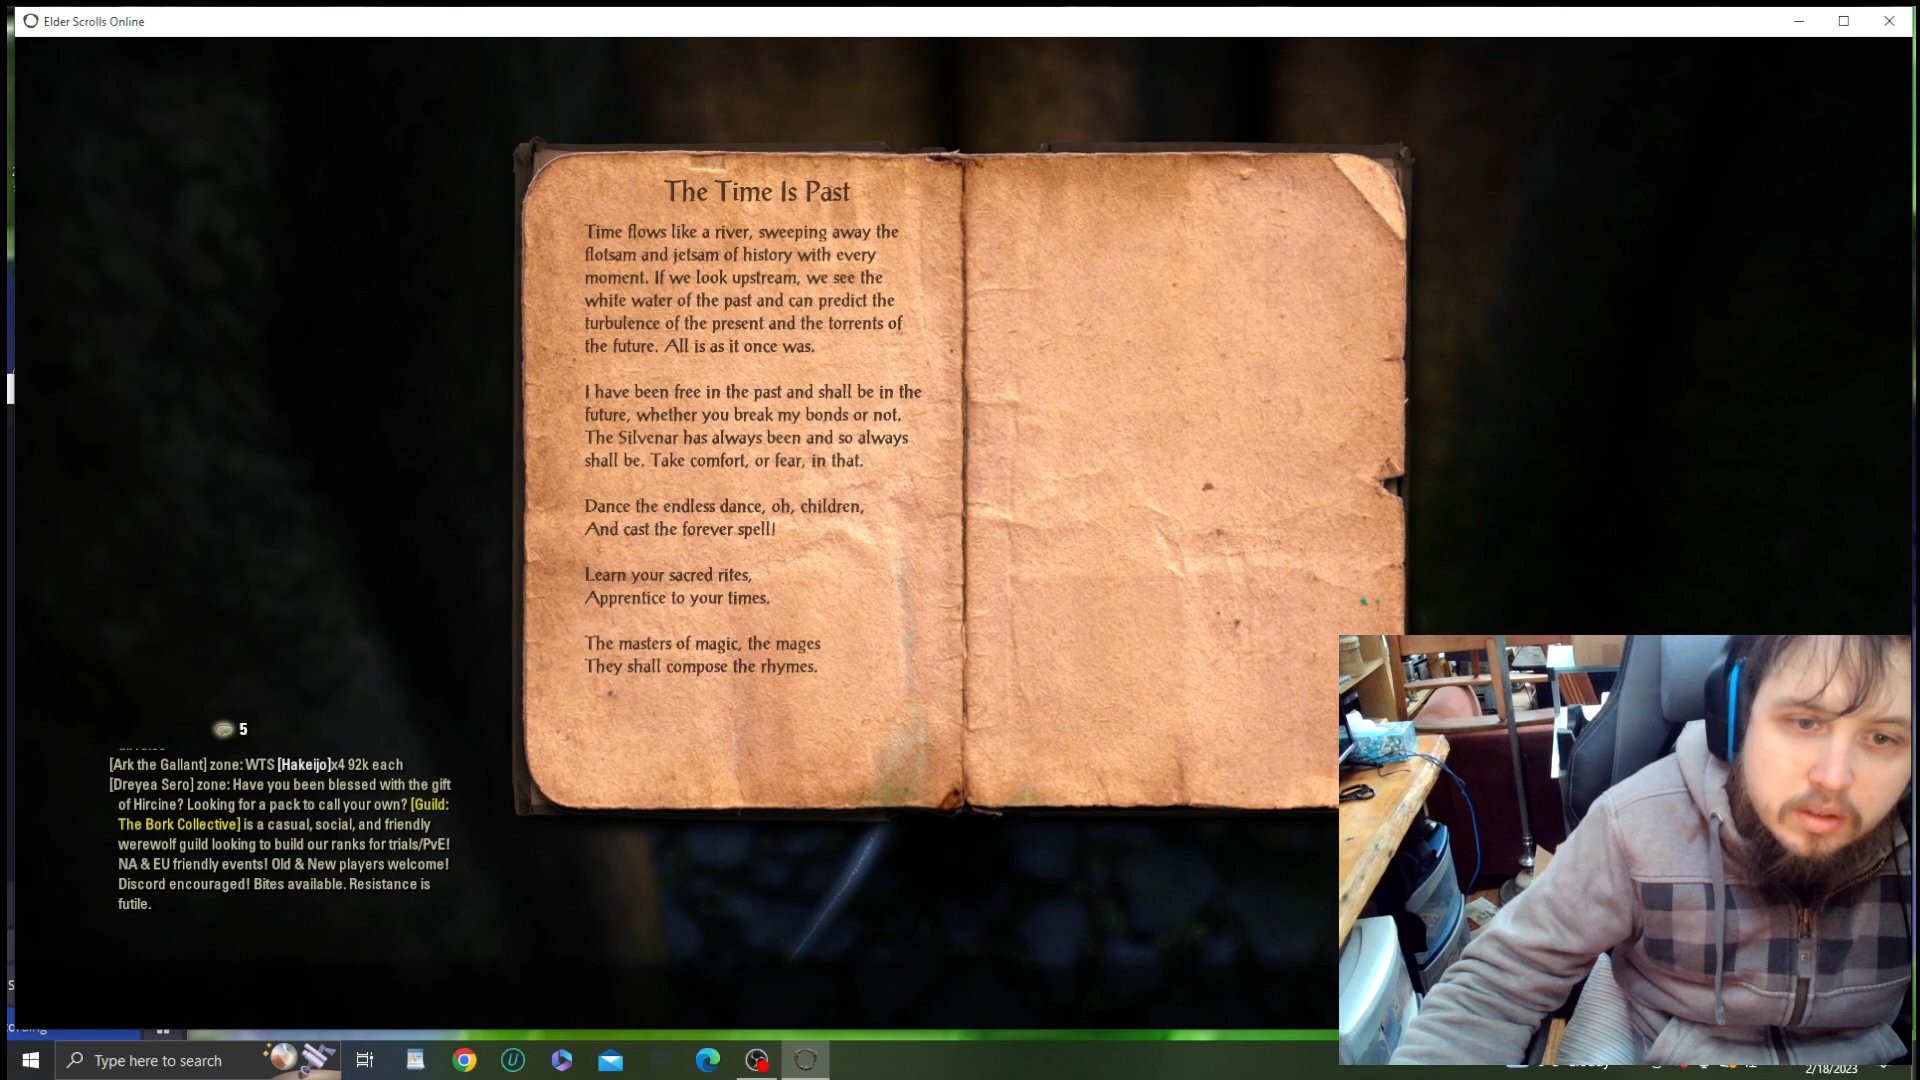 Elder Scrolls Online
The Time Is Past
Time flows like a river, sweeping away the
flotsam and jetsam of history with every
moment. If we look upstream, we see the
white water of the past and can predict the
turbulence of the present and the torrents of
the future. All is as it once was.
I have been free in the past and shall be in the
future, whether you break my bonds or not.
The Silvenar has always been and so always
shall be. Take comfort, or fear, in that.
Dance the endless dance, oh, children,
And cast the forever spell!
Learn your sacred rites,
Apprentice to your times.
The masters of magic, the mages
They shall compose the rhymes.
5
[Ark the Gallant] zone: WTS [Hakeijo]x4 92k each
[Dreyea Sero] zone: Have you been blessed with the gift
of Hircine? Looking for a pack to call your own? [Guild:
The Bork Collective] is a casual, social, and friendly
werewolf guild looking to build our ranks for trials/PvE!
NA & EU friendly events! Old & New players welcome!
Discord encouraged! Bites available. Resistance is
futile.
Type here to search
2/18/2023